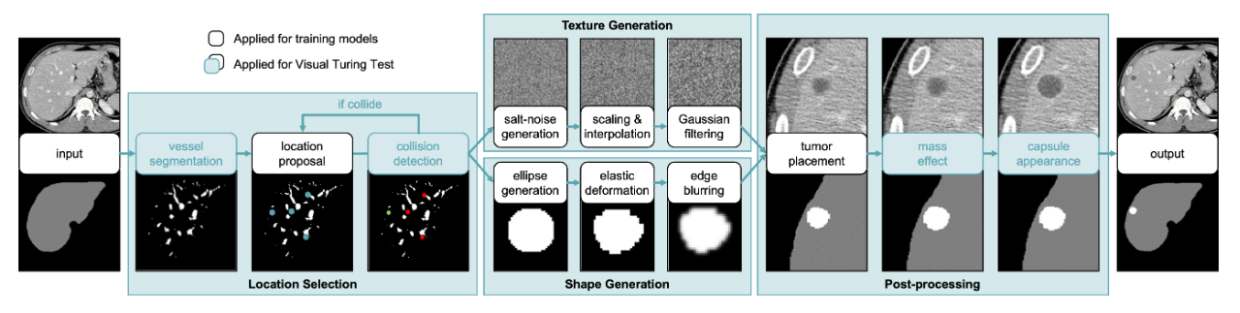 Applied for training models
Applied for Visual Turing Test
input
Location Selection
if collide
vessel
segmentation
location
proposal
collision
detection
Texture Generation
salt-noise
generation
scaling &
interpolation
Gaussian
filtering
ellipse
generation
elastic
deformation
edge
blurring
Shape Generation
tumor
placement
mass
effect
capsule
appearance
Post-processing
output